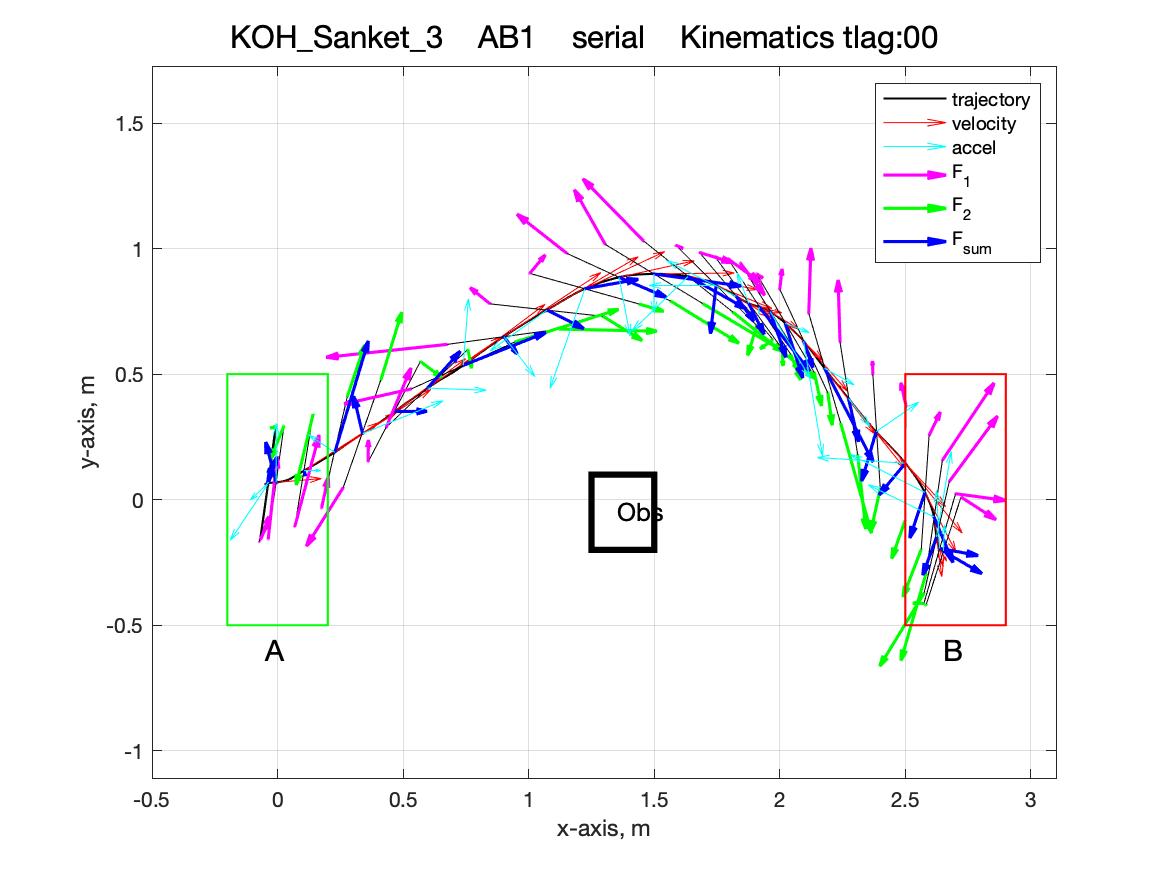 KOH_Sanket_3 AB1 serial Kinematics tlag:00
trajectory
velocity
accel
F1
F2
Fsum
1.5
1
0.5
0
-0.5
-1
y-axis, m
Obs
A
B
-0.5 0 0.5 1 1.5 2 2.5 3
x-axis, m